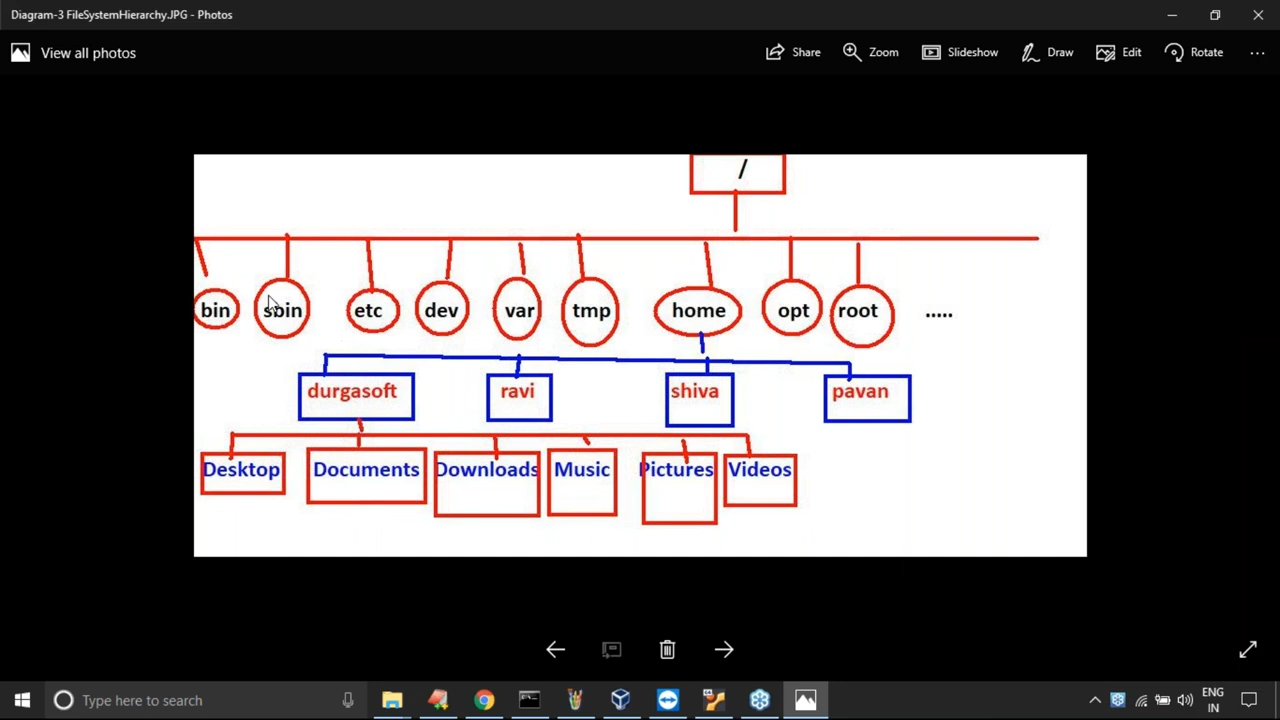 Diagram-3 FileSystemHierarchy.JPG - Photos
View all photos
Share Zoom Slideshow Draw Edit Rotate
/
bin sbin etc dev var tmp home opt root .....
durgasoft ravi shiva pavan
Desktop Documents Downloads Music Pictures Videos
Type here to search
ENG
IN